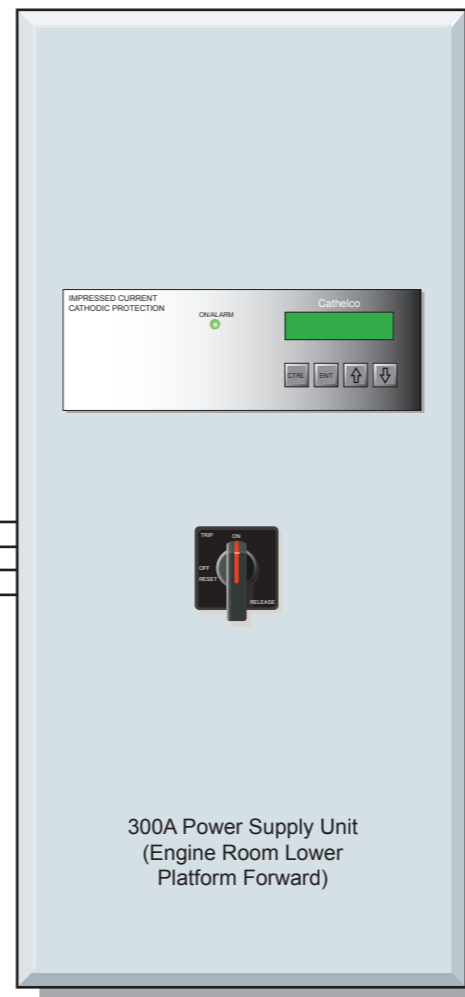 IMPRESSED CURRENT
CATHODIC PROTECTION
ON/ALARM
Cathelco
CTRL
ENT
TRIP
ON
OFF
RESET
RELEASE
300A Power Supply Unit
(Engine Room Lower
Platform Forward)